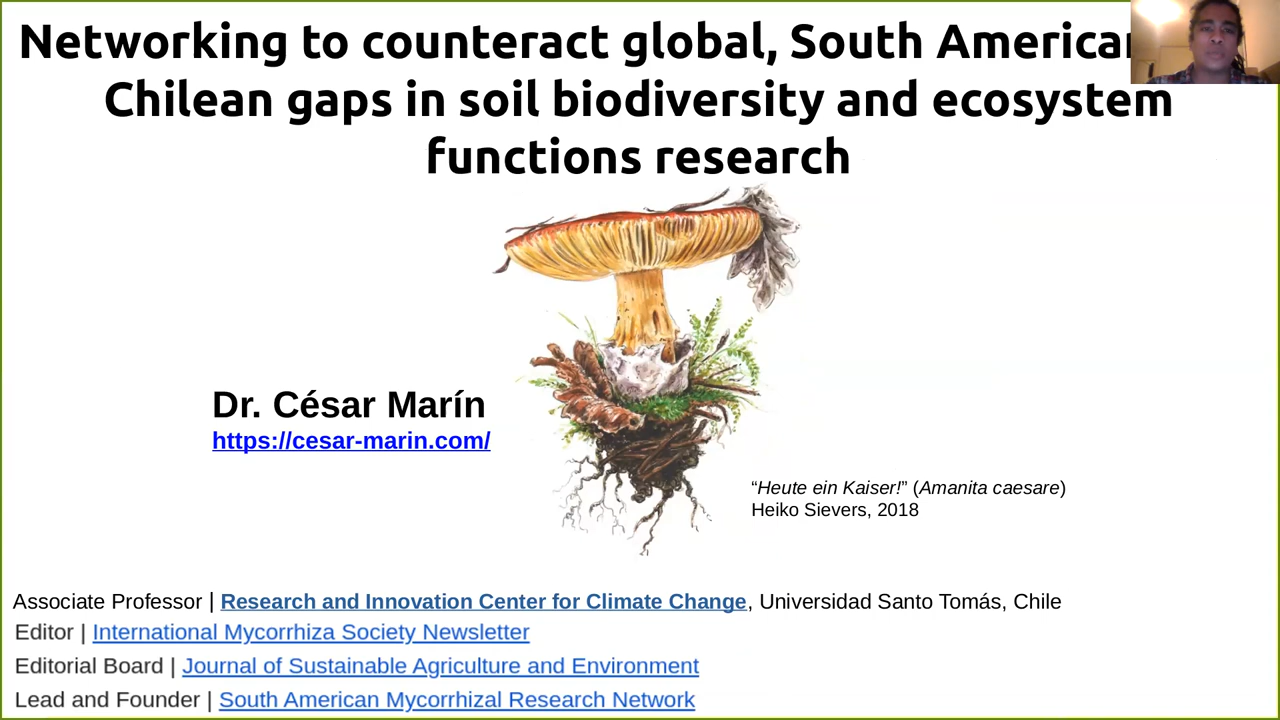 Networking to counteract global, South American
Chilean gaps in soil biodiversity and ecosystem
functions research
Dr. César Marín
https://cesar-marin.com/
“Heute ein Kaiser!” (Amanita caesare)
Heiko Sievers, 2018
Associate Professor | Research and Innovation Center for Climate Change, Universidad Santo Tomás, Chile
Editor | International Mycorrhiza Society Newsletter
Editorial Board | Journal of Sustainable Agriculture and Environment
Lead and Founder | South American Mycorrhizal Research Network